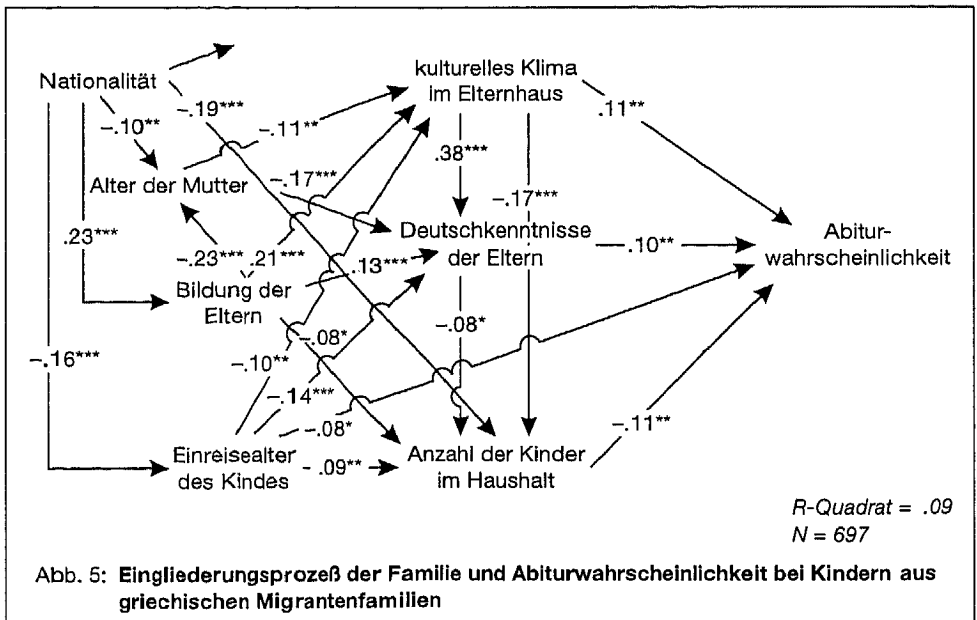 Nationalität
kulturelles Klima
im Elternhaus
–.19***
.11**
–.10**
–.11**
.38***
Alter der Mutter
–.17***
–.17***
.23***
Deutschkenntnisse
der Eltern
–.10**
Abitur-
wahrscheinlichkeit
–.23***
.21***
.13***
Bildung der
Eltern
–.08*
–.08*
–.16***
–.10**
–.14***
–.08*
–.11**
Einreisealter
des Kindes
–.09**
Anzahl der Kinder
im Haushalt
R-Quadrat = .09
N = 697
Abb. 5: Eingliederungsprozeß der Familie und Abiturwahrscheinlichkeit bei Kindern aus
griechischen Migrantenfamilien